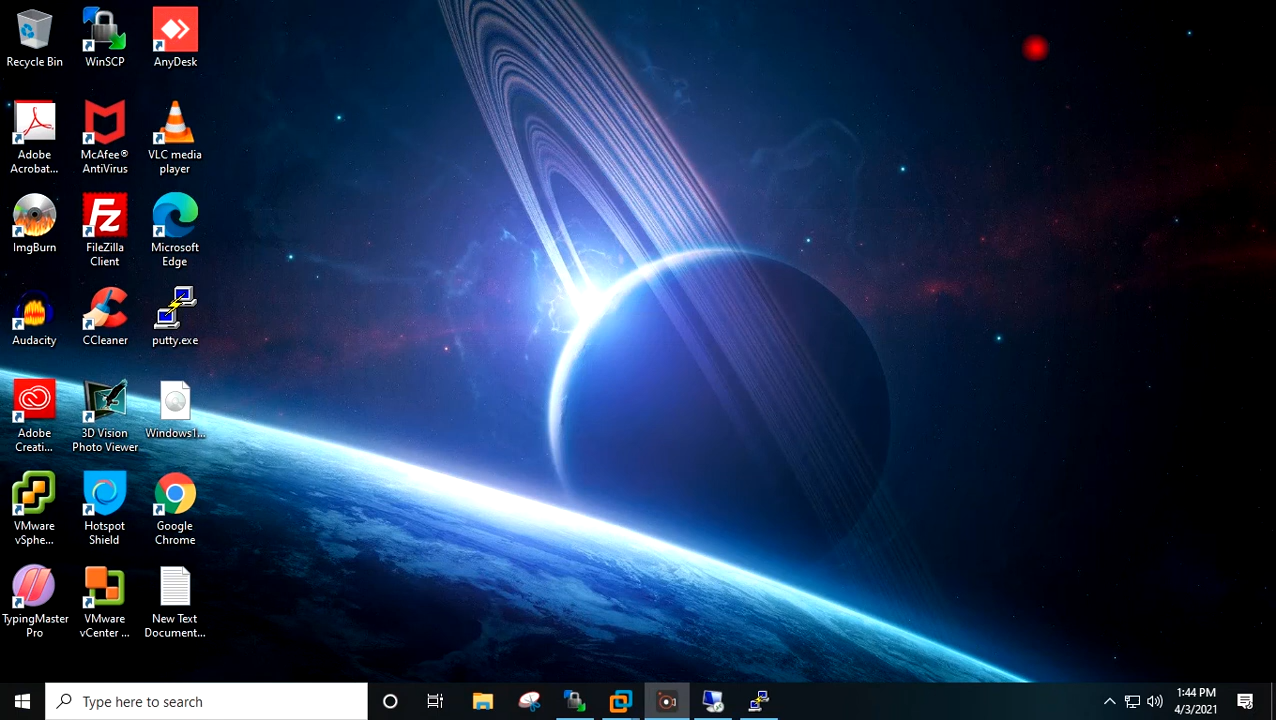 Recycle Bin
WinSCP
AnyDesk
Adobe
Acrobat...
McAfee®
AntiVirus
VLC media
player
ImgBurn
FileZilla
Client
Microsoft
Edge
Audacity
CCleaner
putty.exe
Adobe
Creati...
3D Vision
Photo Viewer
Windows1...
VMware
vSphe...
Hotspot
Shield
Google
Chrome
TypingMaster
Pro
VMware
vCenter ...
New Text
Document...
Type here to search
1:44 PM
4/3/2021